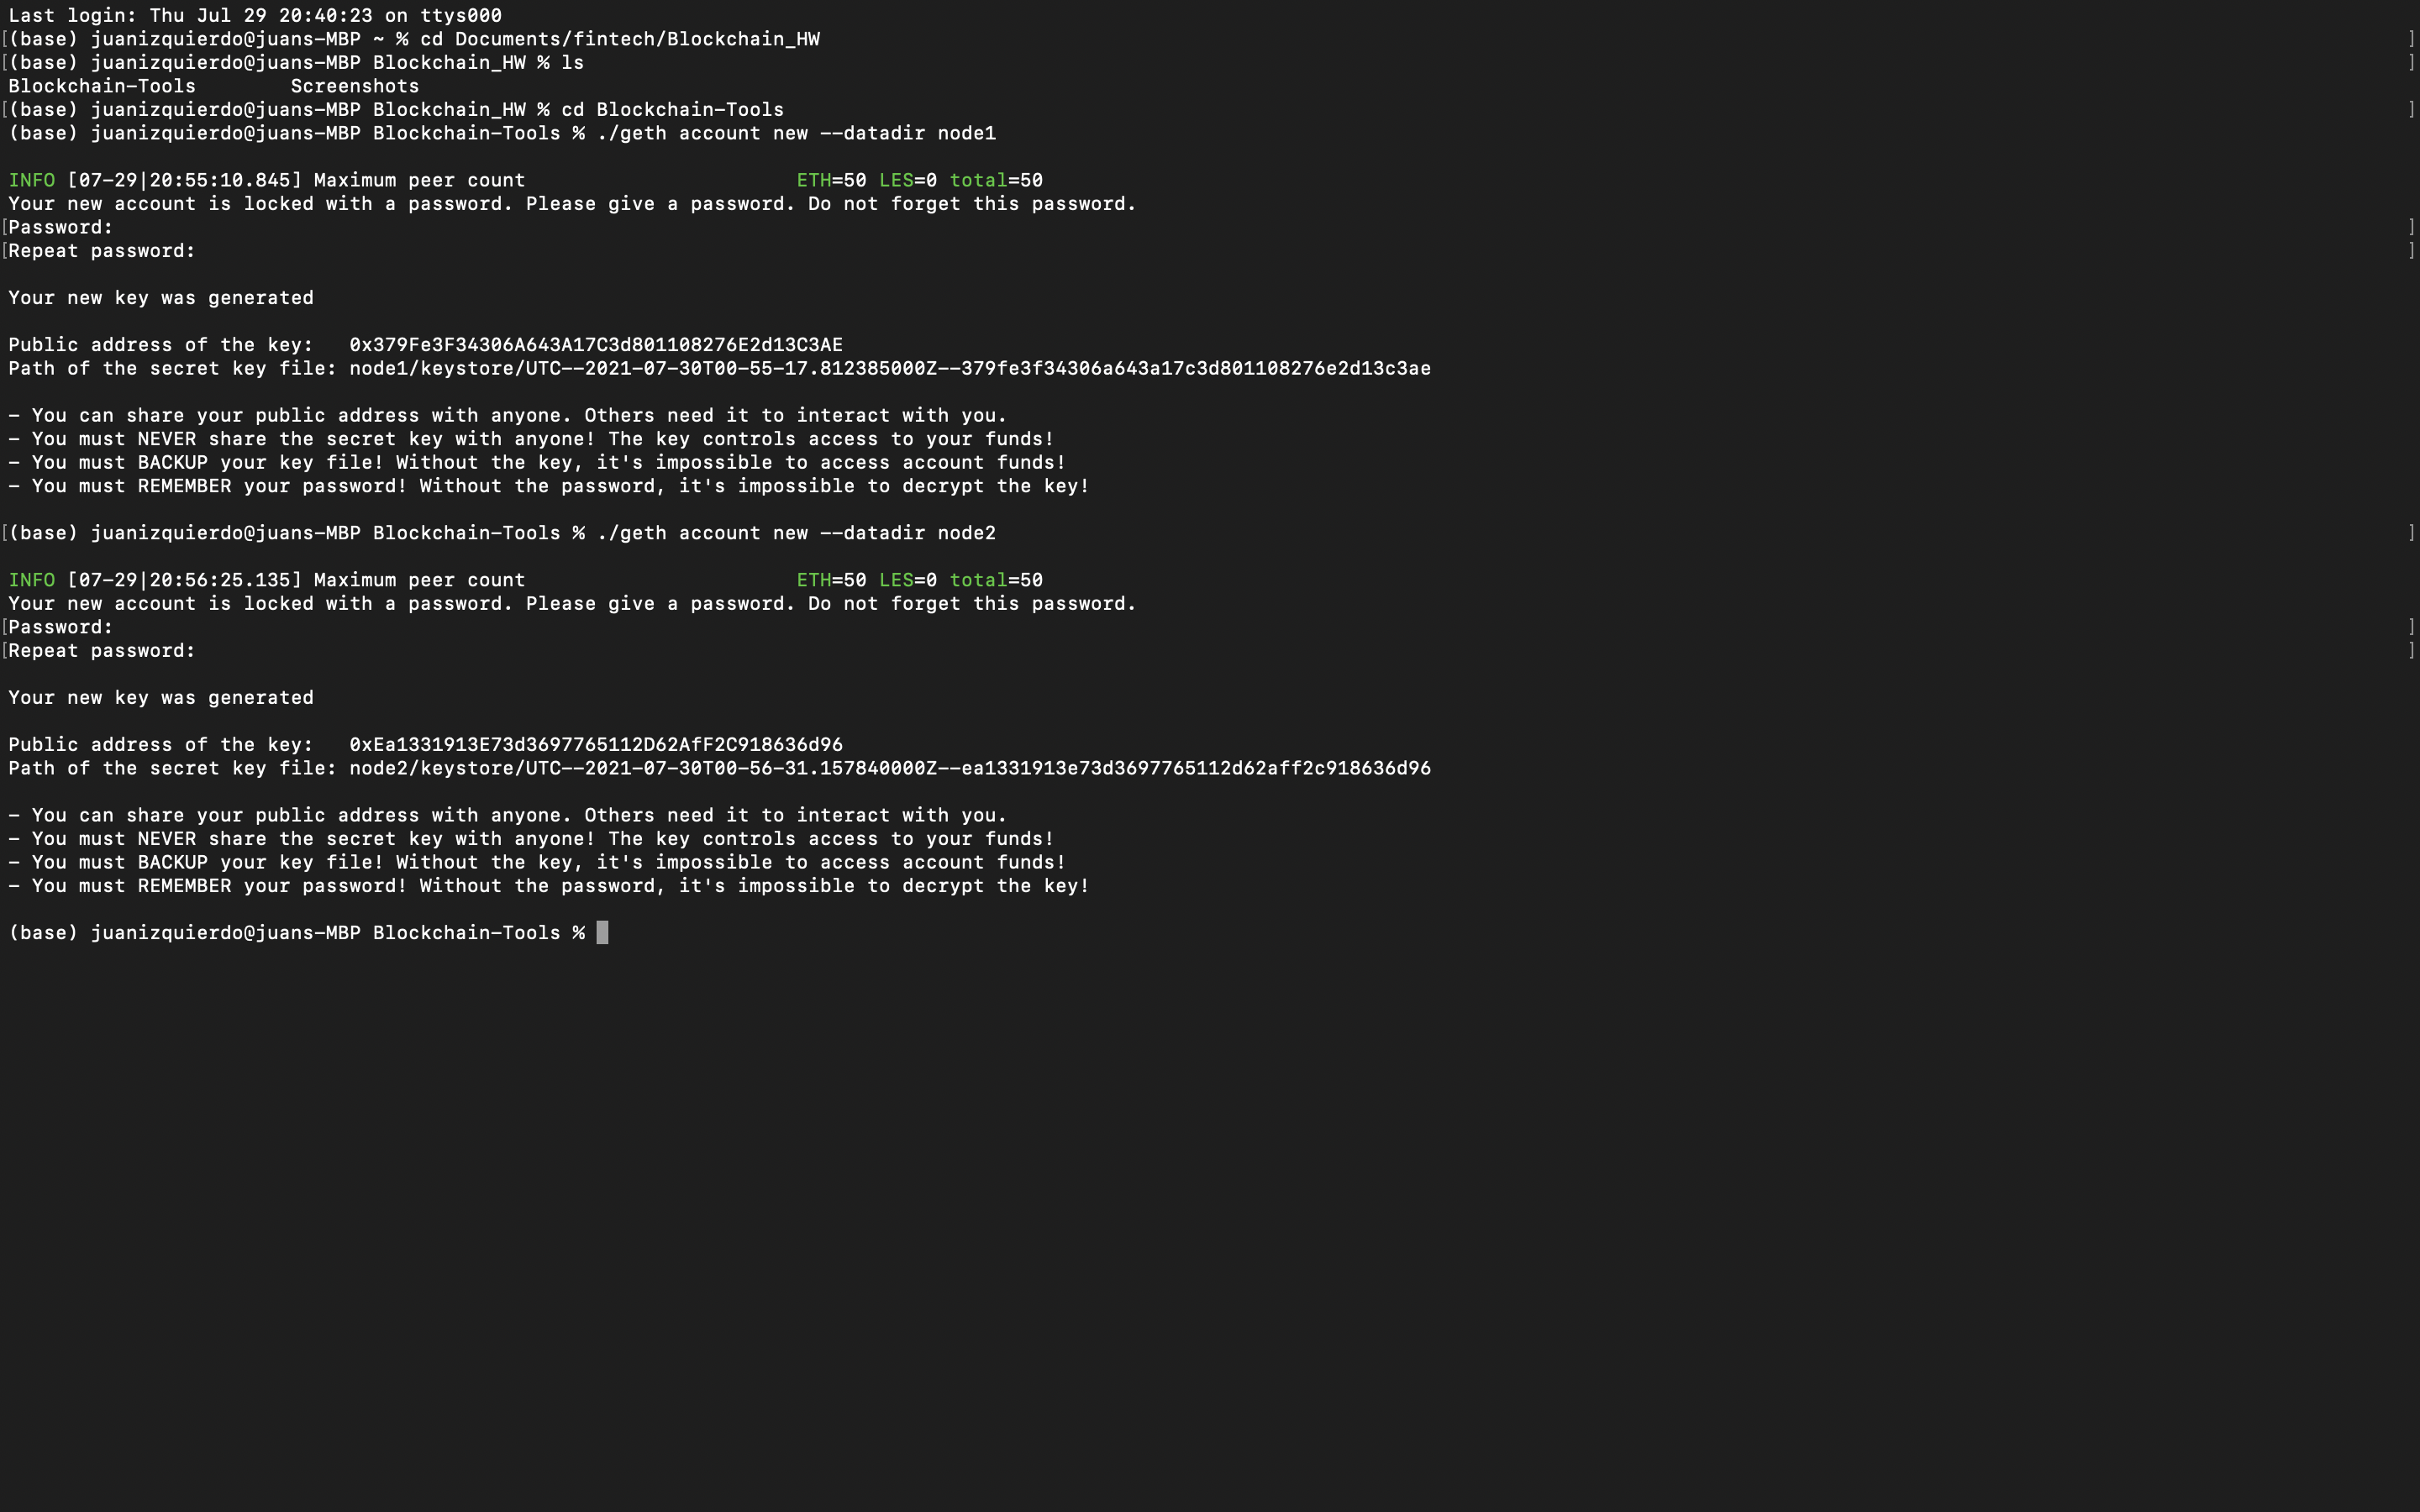 Last login: Thu Jul 29 20:40:23 on ttys000
[(base) juanizquierdo@juans-MBP ~ % cd Documents/fintech/Blockchain_HW ]
[(base) juanizquierdo@juans-MBP Blockchain_HW % ls ]
Blockchain-Tools        Screenshots
[(base) juanizquierdo@juans-MBP Blockchain_HW % cd Blockchain-Tools ]
(base) juanizquierdo@juans-MBP Blockchain-Tools % ./geth account new --datadir node1
INFO [07-29|20:55:10.845] Maximum peer count                       ETH=50 LES=0 total=50
Your new account is locked with a password. Please give a password. Do not forget this password.
[Password: ]
[Repeat password: ]
Your new key was generated
Public address of the key:   0x379Fe3F34306A643A17C3d801108276E2d13C3AE
Path of the secret key file: node1/keystore/UTC--2021-07-30T00-55-17.812385000Z--379fe3f34306a643a17c3d801108276e2d13c3ae
- You can share your public address with anyone. Others need it to interact with you.
- You must NEVER share the secret key with anyone! The key controls access to your funds!
- You must BACKUP your key file! Without the key, it's impossible to access account funds!
- You must REMEMBER your password! Without the password, it's impossible to decrypt the key!
[(base) juanizquierdo@juans-MBP Blockchain-Tools % ./geth account new --datadir node2 ]
INFO [07-29|20:56:25.135] Maximum peer count                       ETH=50 LES=0 total=50
Your new account is locked with a password. Please give a password. Do not forget this password.
[Password: ]
[Repeat password: ]
Your new key was generated
Public address of the key:   0xEa1331913E73d3697765112D62AfF2C918636d96
Path of the secret key file: node2/keystore/UTC--2021-07-30T00-56-31.157840000Z--ea1331913e73d3697765112d62aff2c918636d96
- You can share your public address with anyone. Others need it to interact with you.
- You must NEVER share the secret key with anyone! The key controls access to your funds!
- You must BACKUP your key file! Without the key, it's impossible to access account funds!
- You must REMEMBER your password! Without the password, it's impossible to decrypt the key!
(base) juanizquierdo@juans-MBP Blockchain-Tools %